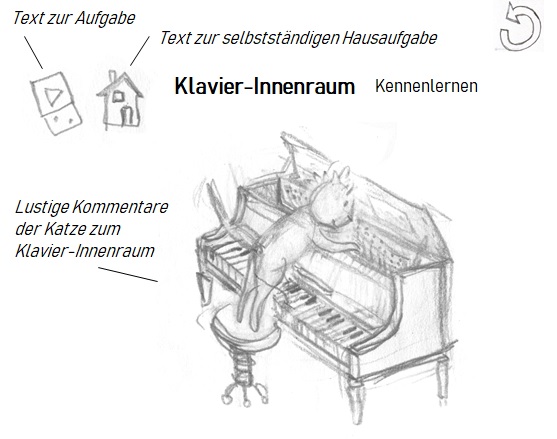 Text zur Aufgabe
Text zur selbstständigen Hausaufgabe
Klavier-Innenraum Kennenlernen
Lustige Kommentare
der Katze zum
Klavier-Innenraum